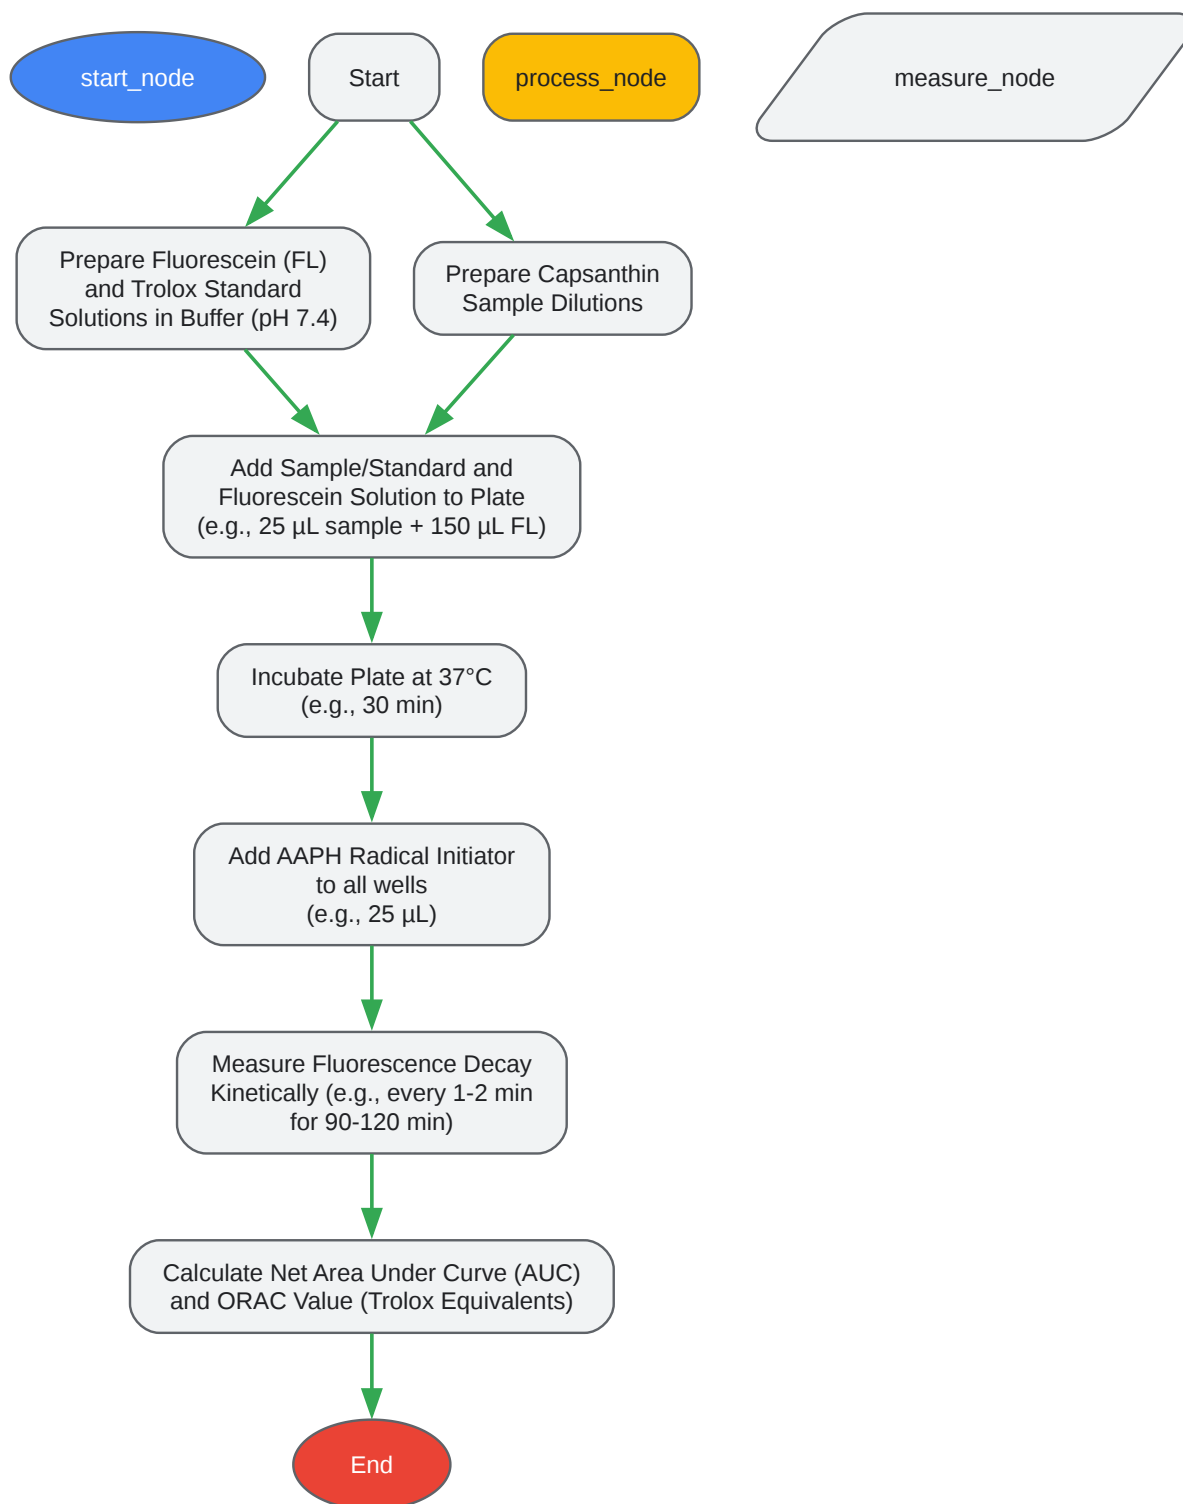 start_node
Start
process_node
measure_node
Prepare Fluorescein (FL)
and Trolox Standard
Solutions in Buffer (pH 7.4)
Prepare Capsanthin
Sample Dilutions
Add Sample/Standard and
Fluorescein Solution to Plate
(e.g., 25 µL sample + 150 µL FL)
Incubate Plate at 37°C
(e.g., 30 min)
Add AAPH Radical Initiator
to all wells
(e.g., 25 µL)
Measure Fluorescence Decay
Kinetically (e.g., every 1-2 min
for 90-120 min)
Calculate Net Area Under Curve (AUC)
and ORAC Value (Trolox Equivalents)
End